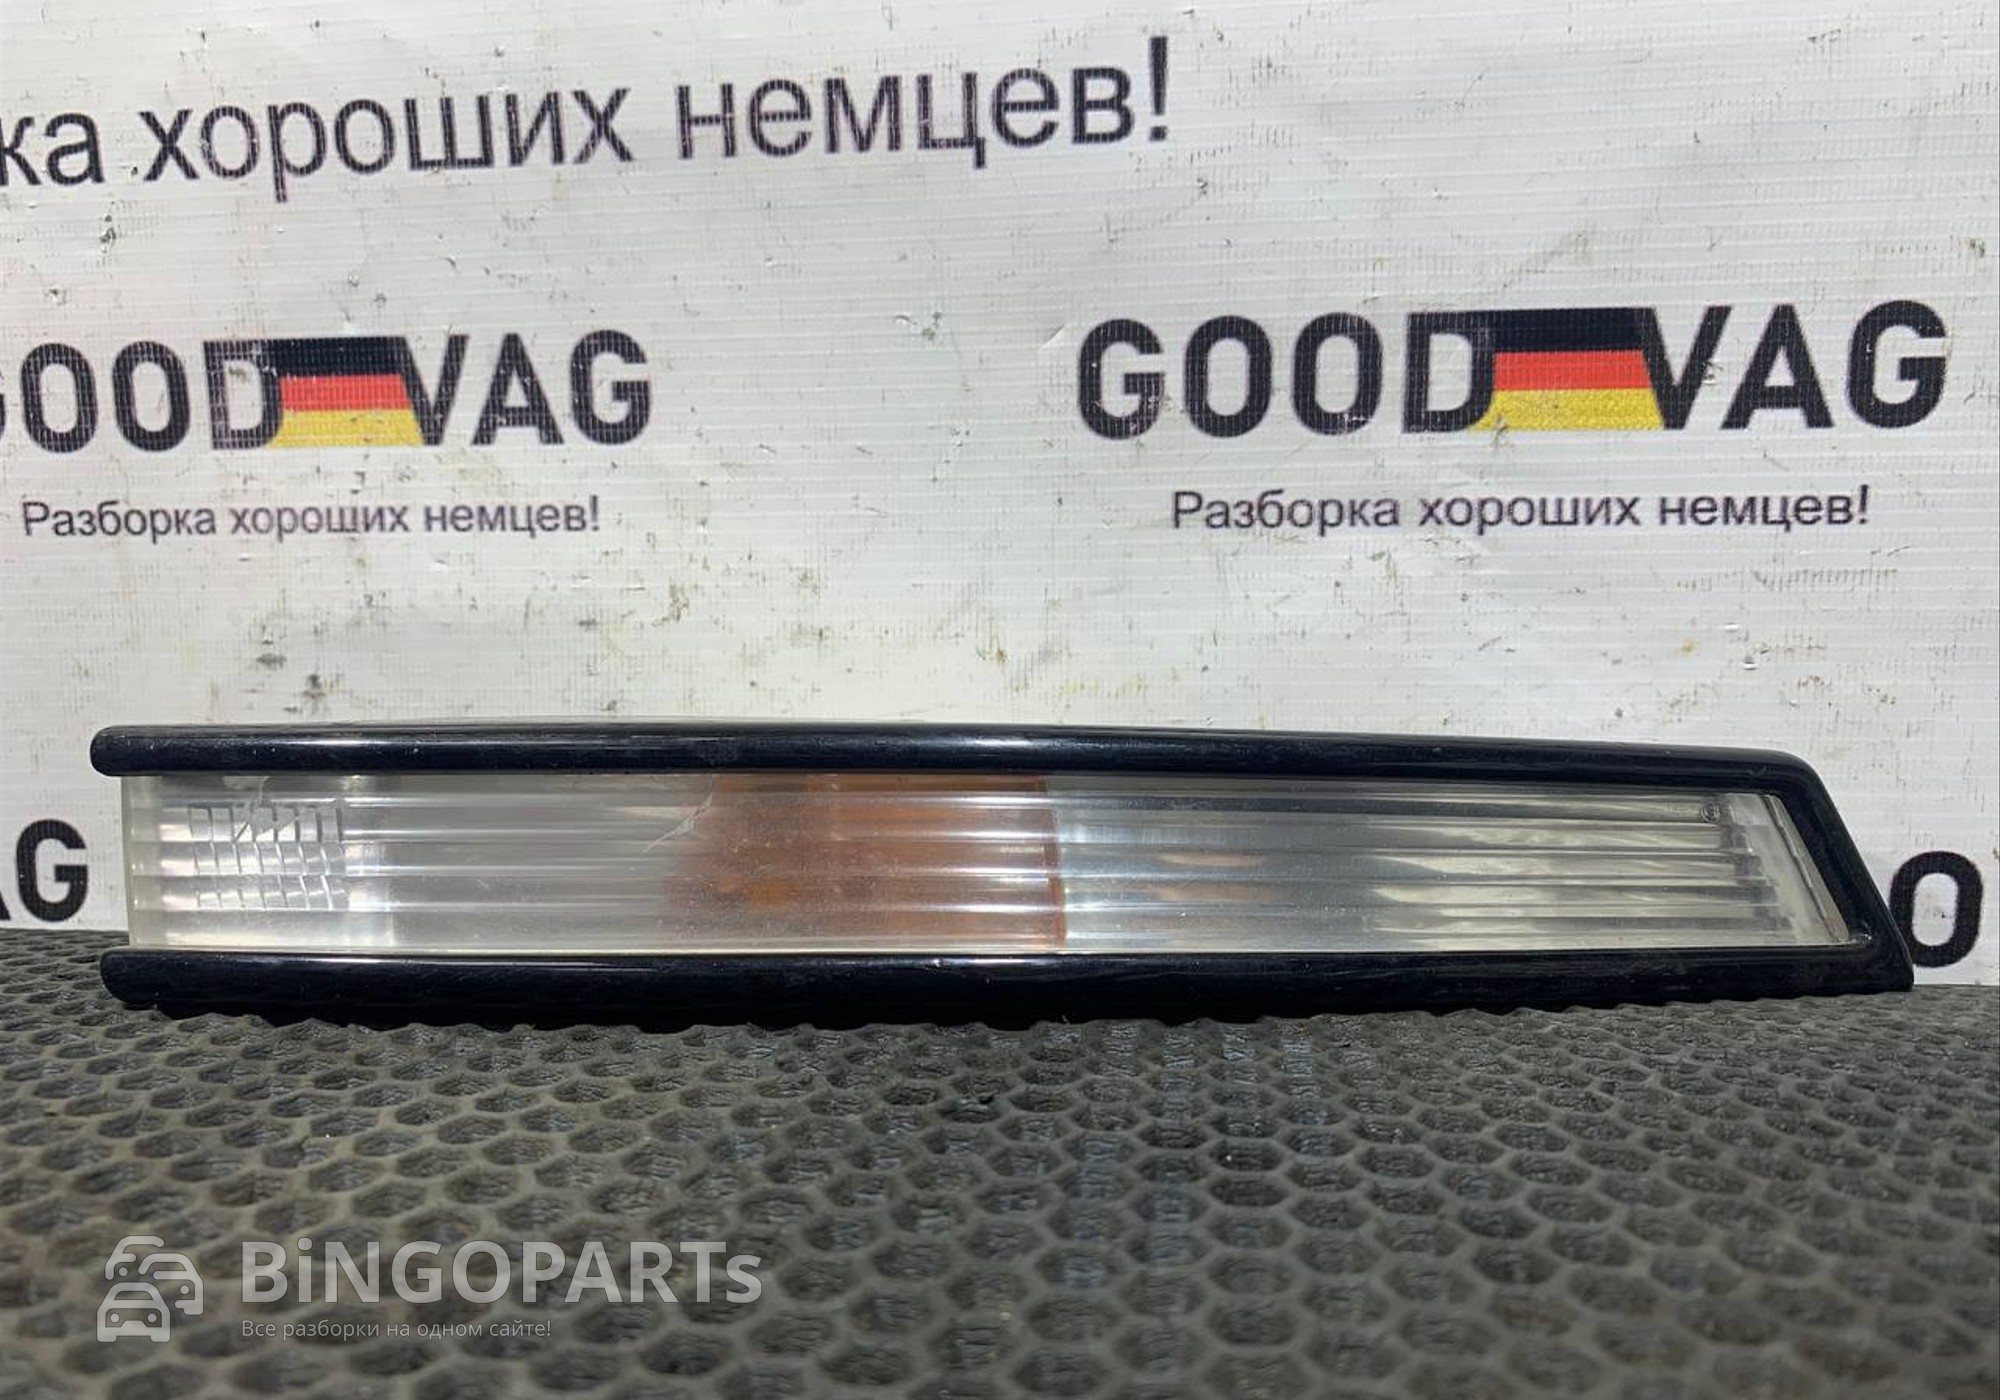 ка хороших немцев!
GOOD VAG
Разборка хороших немцев!
GOOD VAG
Разборка хороших немцев!
AG
O
BiNGOPARTs
Все разборки на одном сайте!